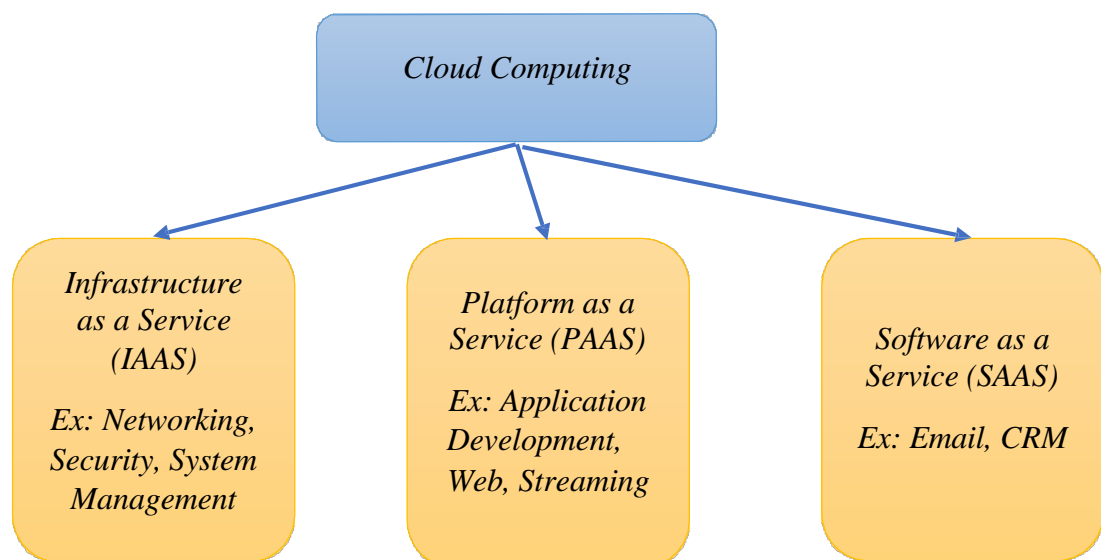 Cloud Computing
Infrastructure
as a Service
(IAAS)
Ex: Networking,
Security, System
Management
Platform as a
Service (PAAS)
Ex: Application
Development,
Web, Streaming
Software as a
Service (SAAS)
Ex: Email, CRM